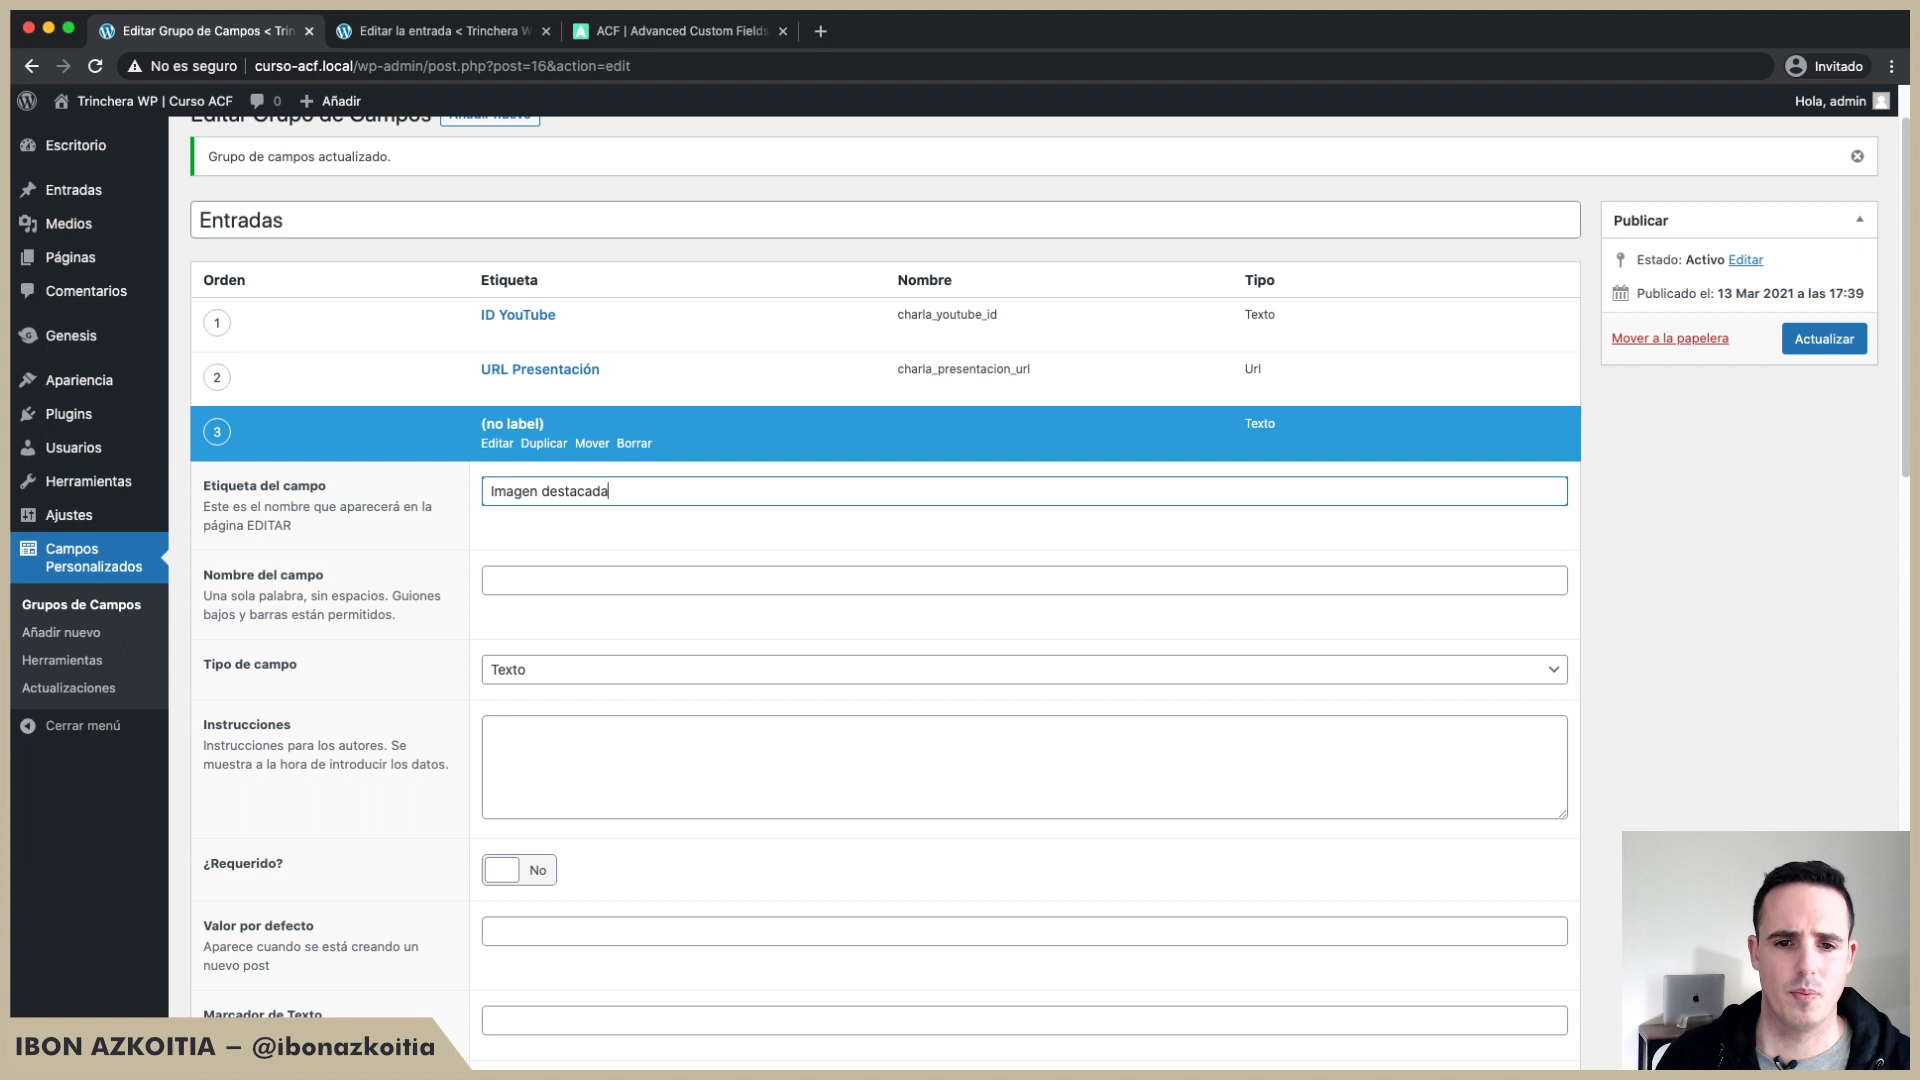 Editar Grupo de Campos < Trin
Editar la entrada < Trinchera W
ACF | Advanced Custom Fields
No es seguro
curso-acf.local/wp-admin/post.php?post=16&action=edit
Invitado
Trinchera WP | Curso ACF
0
Añadir
Hola, admin
Editar Grupo de Campos
Añadir nuevo
Grupo de campos actualizado.
Escritorio
Entradas
Medios
Páginas
Comentarios
Genesis
Apariencia
Plugins
Usuarios
Herramientas
Ajustes
Campos
Personalizados
Grupos de Campos
Añadir nuevo
Herramientas
Actualizaciones
Cerrar menú
Entradas
Orden
Etiqueta
Nombre
Tipo
1
ID YouTube
charla_youtube_id
Texto
2
URL Presentación
charla_presentacion_url
Url
3
(no label)
Texto
Editar Duplicar Mover Borrar
Etiqueta del campo
Este es el nombre que aparecerá en la
página EDITAR
Imagen destacada
Nombre del campo
Una sola palabra, sin espacios. Guiones
bajos y barras están permitidos.
Tipo de campo
Texto
Instrucciones
Instrucciones para los autores. Se
muestra a la hora de introducir los datos.
¿Requerido?
No
Valor por defecto
Aparece cuando se está creando un
nuevo post
Marcador de Texto
Publicar
Estado: Activo Editar
Publicado el: 13 Mar 2021 a las 17:39
Mover a la papelera
Actualizar
IBON AZKOITIA – @ibonazkoitia